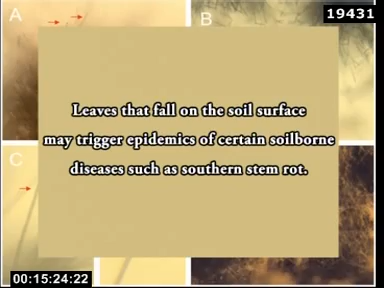 A
B
19431
Leaves that fall on the soil surface
may trigger epidemics of certain soilborne
diseases such as southern stem rot.
C
00:15:24:22